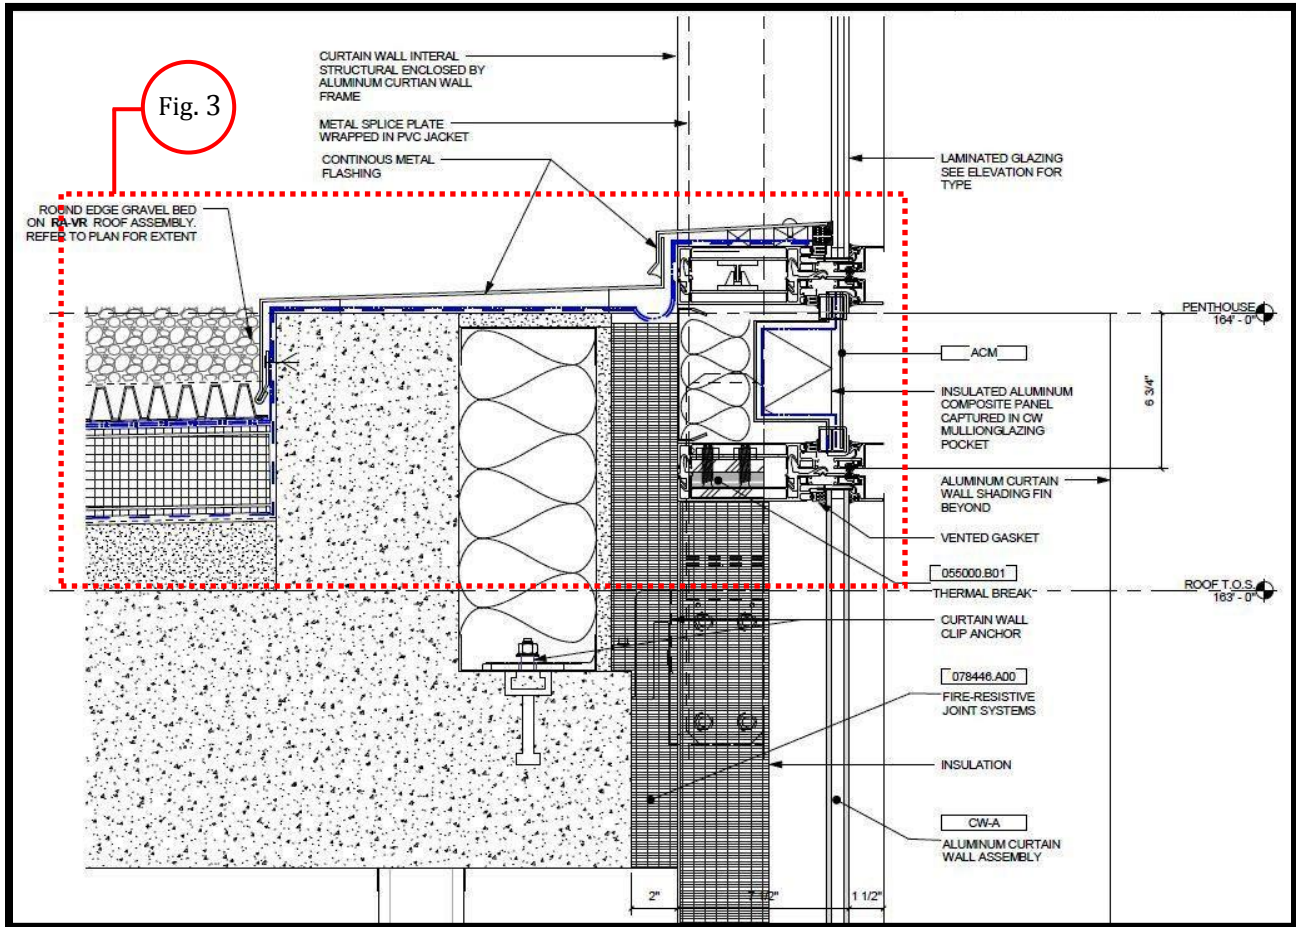 Fig. 3
CURTAIN WALL INTERAL
STRUCTURAL ENCLOSED BY
ALUMINUM CURTIAN WALL
FRAME
METAL SPLICE PLATE
WRAPPED IN PVC JACKET
CONTINOUS METAL
FLASHING
ROUND EDGE GRAVEL BED
ON RA-VR ROOF ASSEMBLY.
REFER TO PLAN FOR EXTENT
LAMINATED GLAZING
SEE ELEVATION FOR
TYPE
PENTHOUSE
164' - 0"
ACM
6 3/4"
INSULATED ALUMINUM
COMPOSITE PANEL
CAPTURED IN CW
MULLIONGLAZING
POCKET
ALUMINUM CURTAIN
WALL SHADING FIN
BEYOND
VENTED GASKET
055000.B01
THERMAL BREAK
ROOF T.O.S.
163' - 0"
CURTAIN WALL
CLIP ANCHOR
078446.A00
FIRE-RESISTIVE
JOINT SYSTEMS
INSULATION
CW-A
ALUMINUM CURTAIN
WALL ASSEMBLY
2"
7 1/2"
1 1/2"